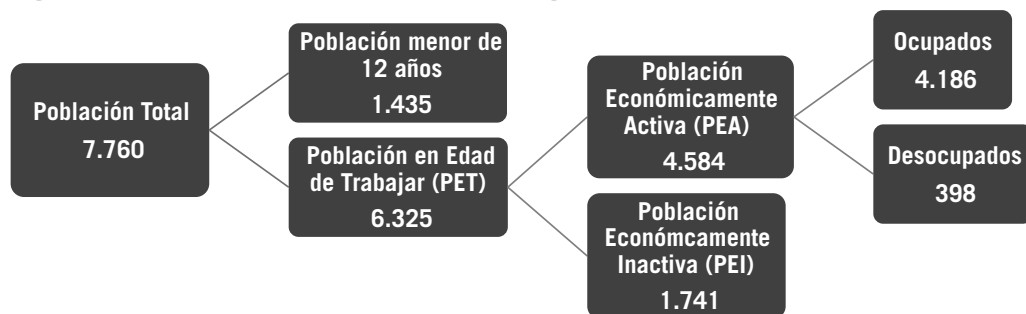 Población Total
7.760
Población menor de
12 años
1.435
Población en Edad
de Trabajar (PET)
6.325
Población
Económicamente
Activa (PEA)
4.584
Población
Económcamente
Inactiva (PEI)
1.741
Ocupados
4.186
Desocupados
398